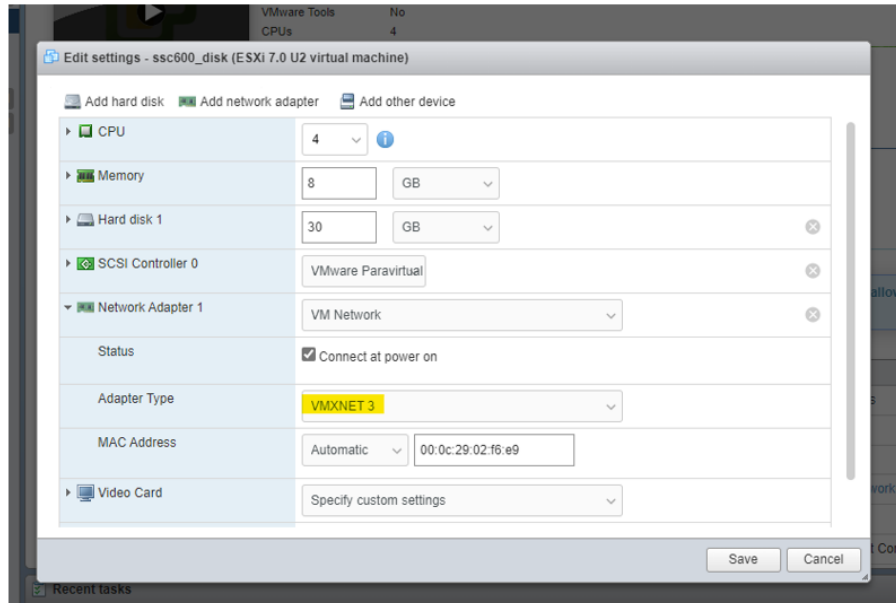 VMware Tools No
CPUs 4
Edit settings - ssc600_disk (ESXi 7.0 U2 virtual machine)
Add hard disk Add network adapter Add other device
CPU 4
Memory 8 GB
Hard disk 1 30 GB
SCSI Controller 0 VMware Paravirtual
Network Adapter 1 VM Network
Status Connect at power on
Adapter Type VMXNET 3
MAC Address Automatic 00:0c:29:02:f6:e9
Video Card Specify custom settings
Save Cancel
Recent tasks